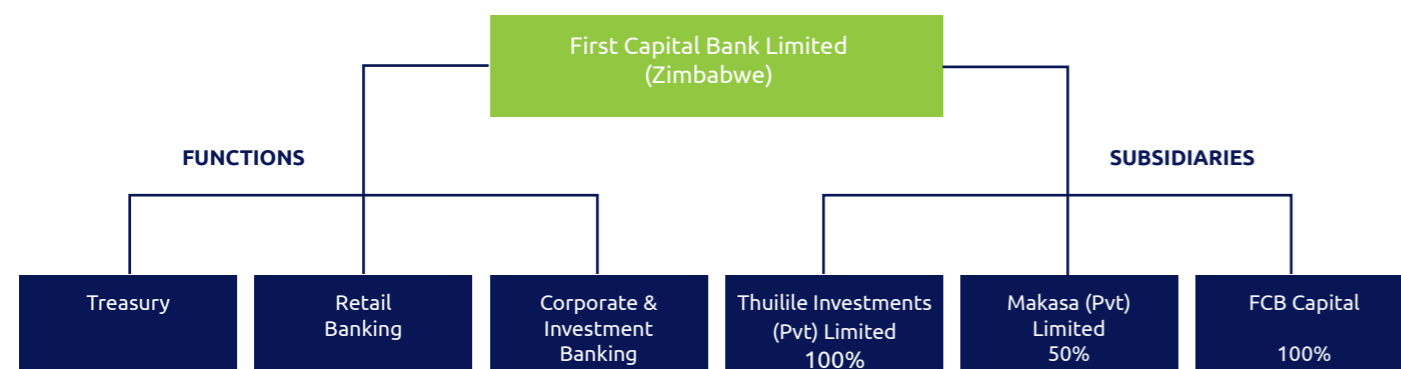 First Capital Bank Limited
(Zimbabwe)
FUNCTIONS
SUBSIDIARIES
Treasury
Retail
Banking
Corporate &
Investment
Banking
Thuilile Investments
(Pvt) Limited
100%
Makasa (Pvt)
Limited
50%
FCB Capital
100%